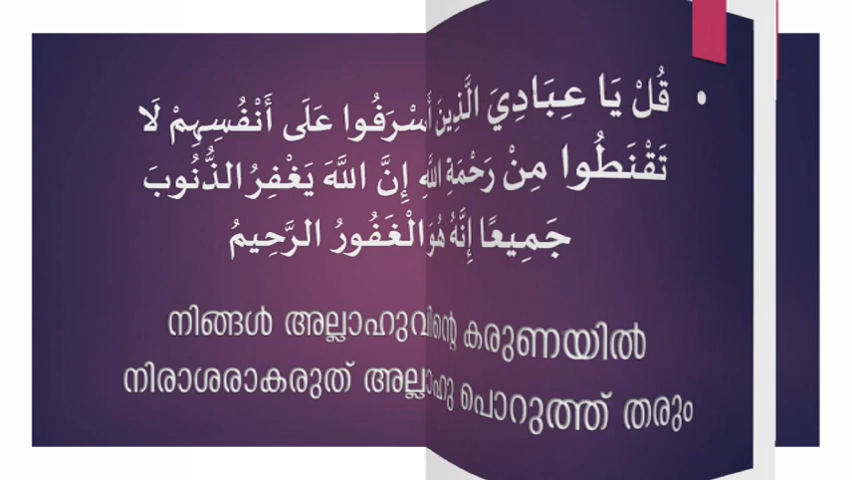 قُلْ يَا عِبَادِيَ الَّذِينَ أَسْرَفُوا عَلَى أَنْفُسِهِمْ لَا
تَقْنَطُوا مِنْ رَحْمَةِ اللَّهِ إِنَّ اللَّهَ يَغْفِرُ الذُّنُوبَ
جَمِيعًا إِنَّهُ هُوَ الْغَفُورُ الرَّحِيمُ
നിങ്ങൾ അല്ലാഹുവിന്റെ കരുണയിൽ
നിരാശരാകരുത് അല്ലാഹു പൊറുത്ത് തരും